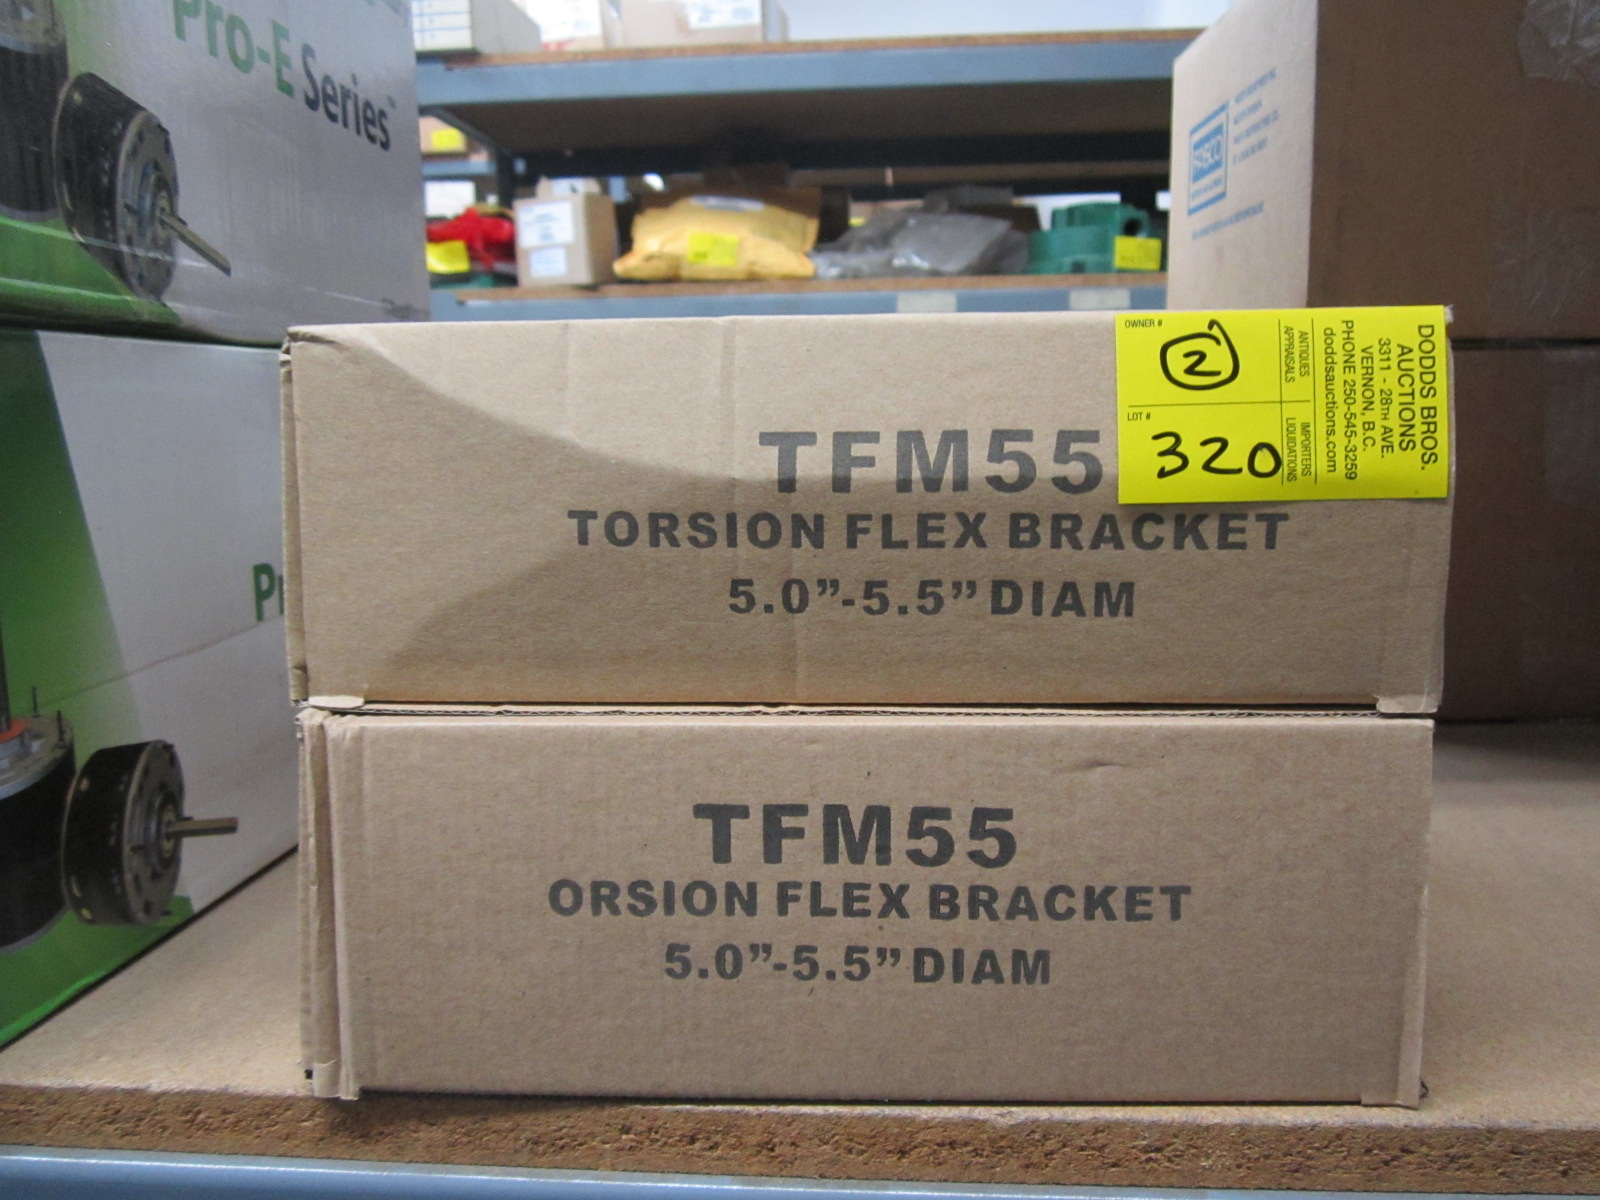 Pro-E Series
TFM55
TORSION FLEX BRACKET
5.0"-5.5" DIAM
OWNER #
2
LOT #
320
ANTIQUES
APPRAISALS
IMPORTERS
LIQUIDATIONS
DODDS BROS.
AUCTIONS
3311 - 28TH AVE.
VERNON, B.C.
PHONE 250-545-3259
doddsauctions.com
TFM55
ORSION FLEX BRACKET
5.0"-5.5" DIAM